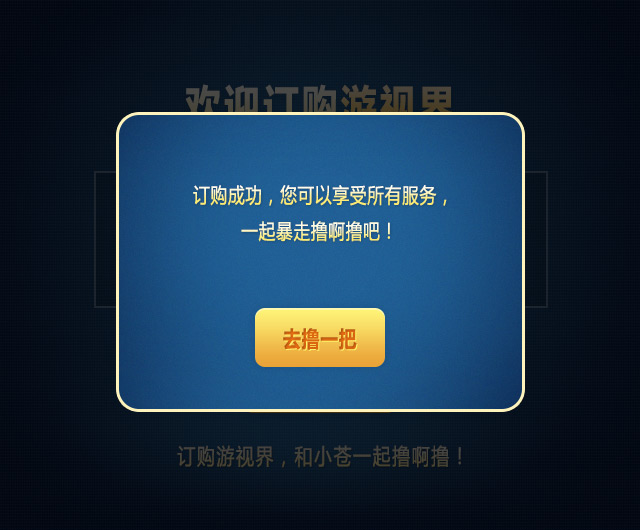 欢迎订购游视界
订购成功，您可以享受所有服务，
一起暴走撸啊撸吧！
去撸一把
订购游视界，和小苍一起撸啊撸！